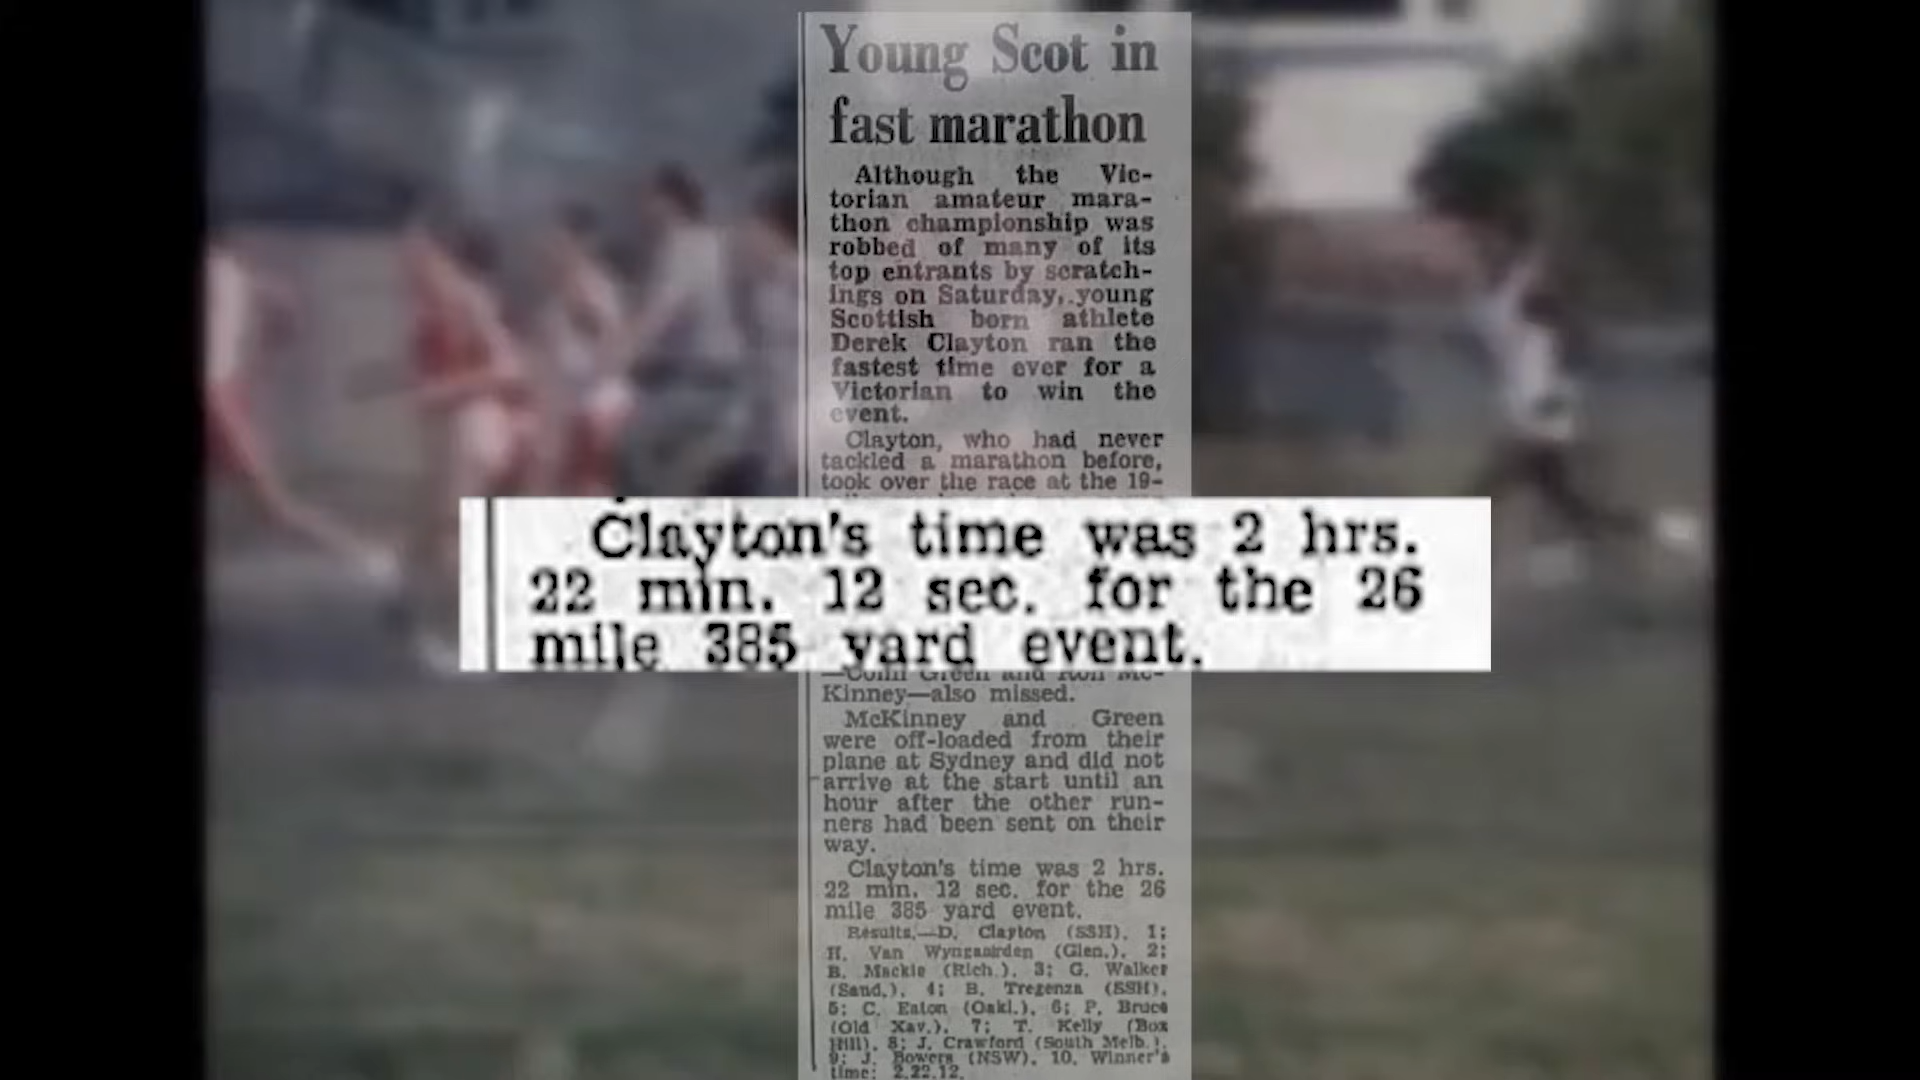 Young Scot in
fast marathon
Although the Vic-
torian amateur mara-
thon championship was
robbed of many of its
top entrants by scratch-
ings on Saturday, young
Scottish born athlete
Derek Clayton ran the
fastest time ever for a
Victorian to win the
event.
Clayton, who had never
tackled a marathon before,
took over the race at the 19-
Clayton's time was 2 hrs.
22 min. 12 sec. for the 26
mile 385 yard event.
—Colin Green and Ron Mc-
Kinney—also missed.
McKinney and Green
were off-loaded from their
plane at Sydney and did not
arrive at the start until an
hour after the other run-
ners had been sent on their
way.
Clayton's time was 2 hrs.
22 min. 12 sec. for the 26
mile 385 yard event.
Results.—D. Clayton (SSH), 1;
H. Van Wyngaairden (Glen.), 2;
B. Mackie (Rich.), 3; G. Walker
(Sand.), 4; B. Tregenza (SSH),
5; C. Eaton (Oakl.), 6; P. Bruce
(Old Xav.), 7; T. Kelly (Box
Hill), 8; J. Crawford (South Melb.),
9; J. Bowers (NSW), 10. Winner's
time: 2.22.12.